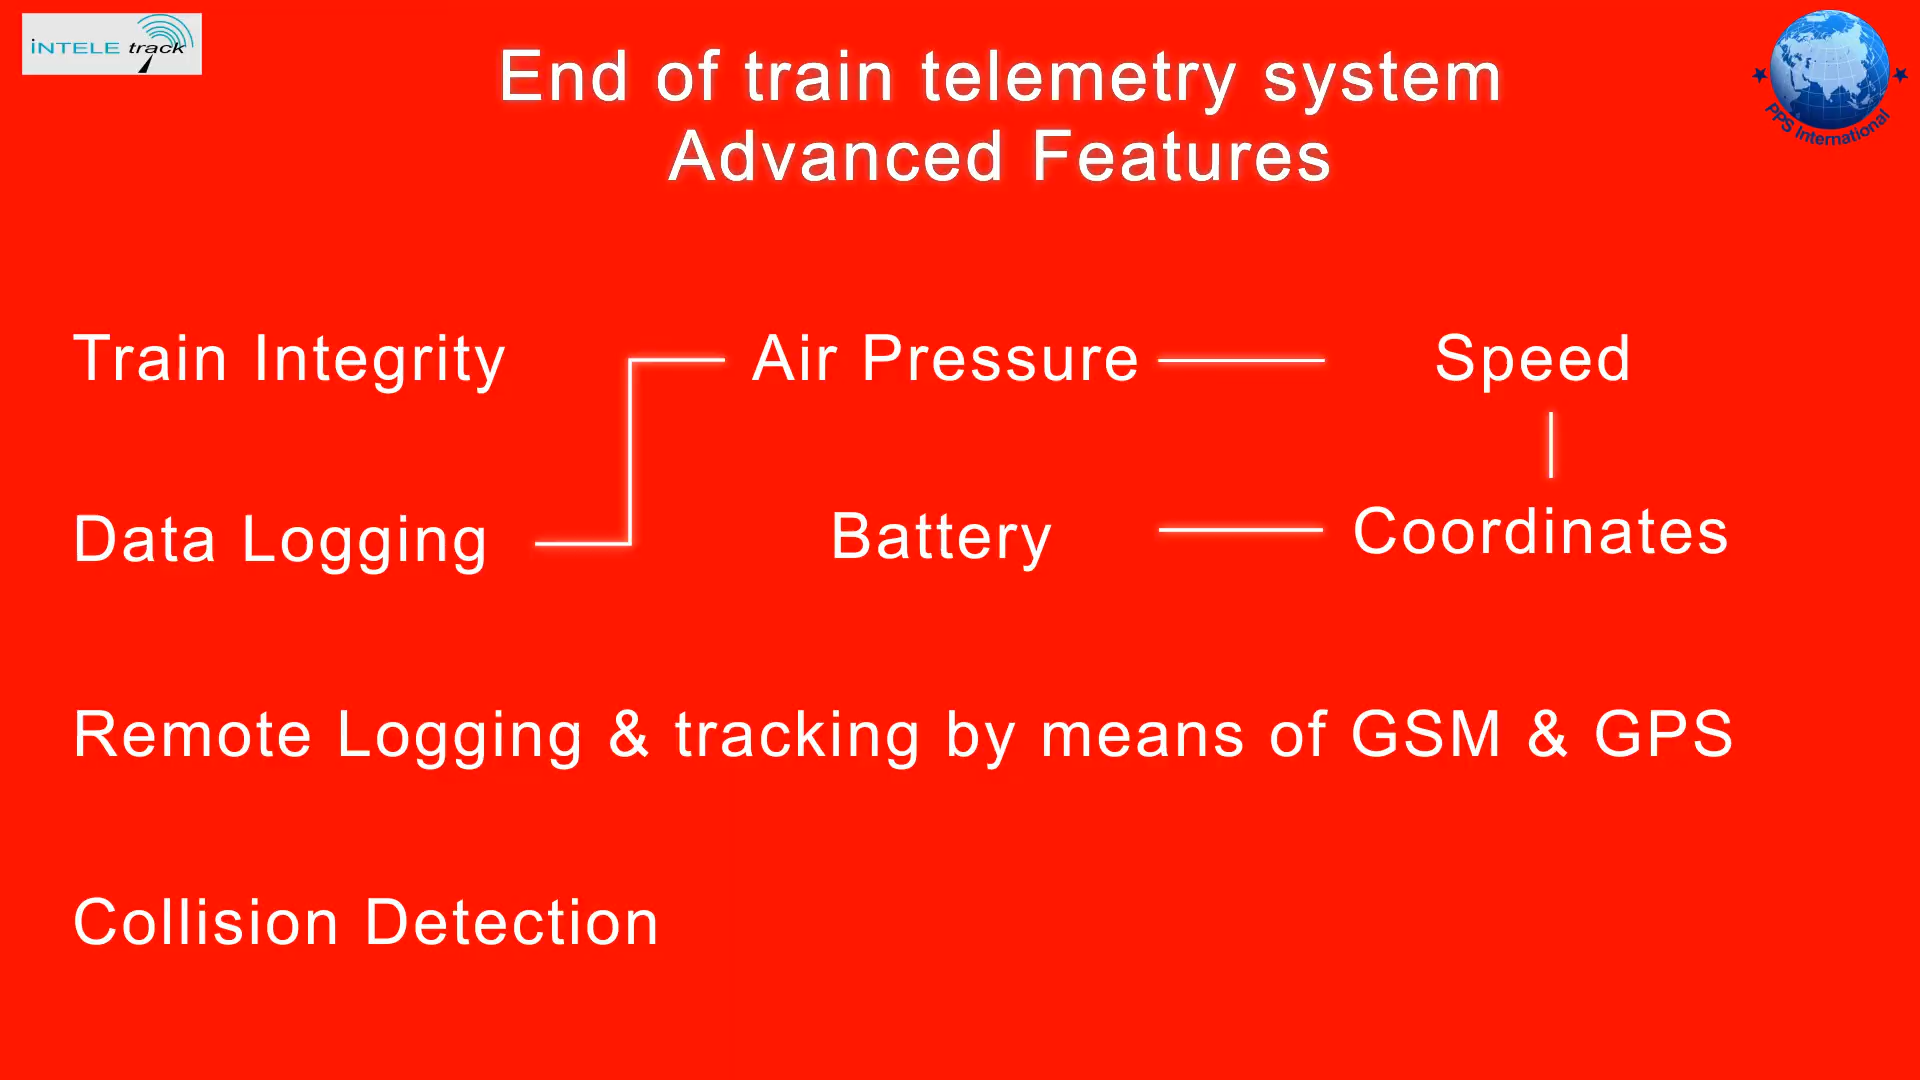 iNTELE track
PPS International
End of train telemetry system
Advanced Features
Train Integrity
Air Pressure
Speed
Data Logging
Battery
Coordinates
Remote Logging & tracking by means of GSM & GPS
Collision Detection